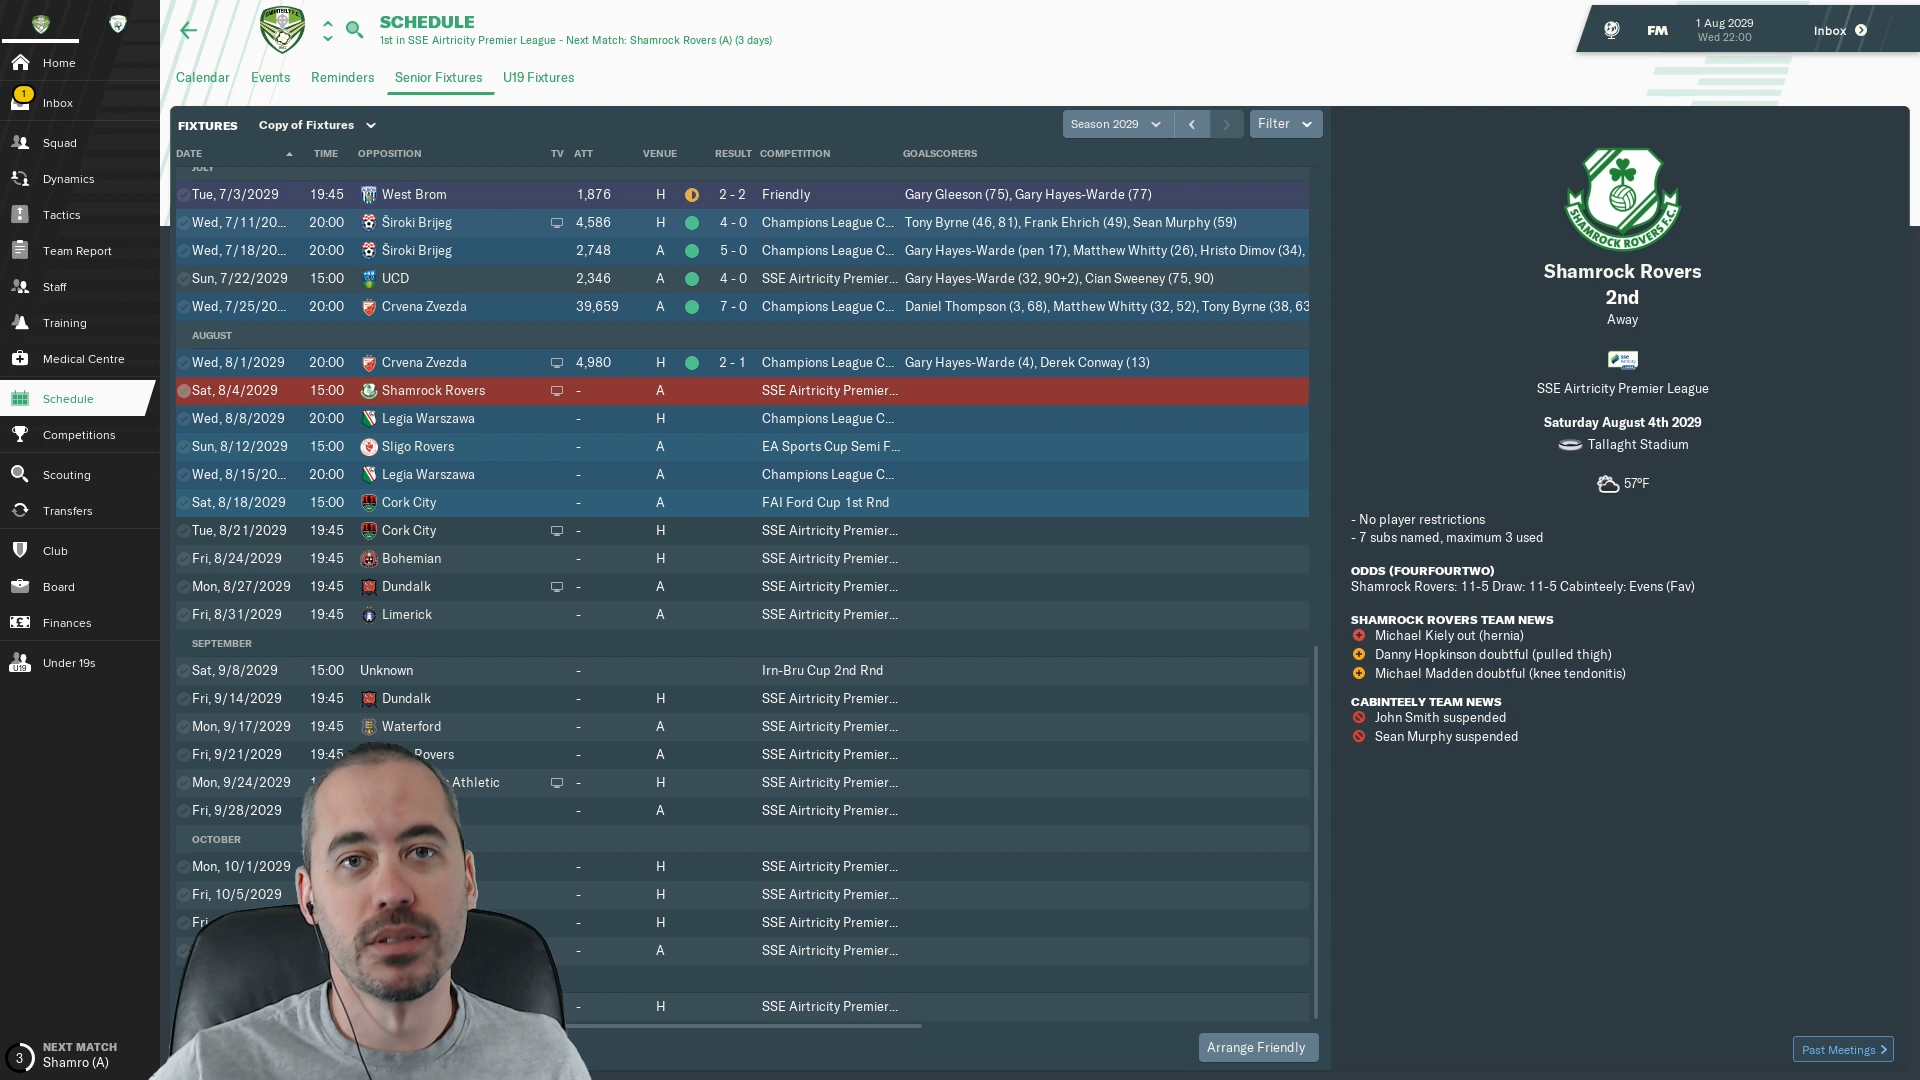 SCHEDULE
1st in SSE Airtricity Premier League - Next Match: Shamrock Rovers (A) (3 days)
FM
1 Aug 2029
Wed 22:00
Inbox
Calendar Events Reminders Senior Fixtures U19 Fixtures
Home
1
Inbox
Squad
Dynamics
Tactics
Team Report
Staff
Training
Medical Centre
Schedule
Competitions
Scouting
Transfers
Club
Board
Finances
U19
Under 19s
3
NEXT MATCH
Shamro (A)
FIXTURES Copy of Fixtures Season 2029 Filter
DATE TIME OPPOSITION TV ATT VENUE RESULT COMPETITION GOALSCORERS
JULY
Tue, 7/3/2029 19:45 West Brom 1,876 H 2 - 2 Friendly Gary Gleeson (75), Gary Hayes-Warde (77)
Wed, 7/11/20... 20:00 Široki Brijeg 4,586 H 4 - 0 Champions League C... Tony Byrne (46, 81), Frank Ehrich (49), Sean Murphy (59)
Wed, 7/18/20... 20:00 Široki Brijeg 2,748 A 5 - 0 Champions League C... Gary Hayes-Warde (pen 17), Matthew Whitty (26), Hristo Dimov (34),
Sun, 7/22/2029 15:00 UCD 2,346 A 4 - 0 SSE Airtricity Premier... Gary Hayes-Warde (32, 90+2), Cian Sweeney (75, 90)
Wed, 7/25/20... 20:00 Crvena Zvezda 39,659 A 7 - 0 Champions League C... Daniel Thompson (3, 68), Matthew Whitty (32, 52), Tony Byrne (38, 63
AUGUST
Wed, 8/1/2029 20:00 Crvena Zvezda 4,980 H 2 - 1 Champions League C... Gary Hayes-Warde (4), Derek Conway (13)
Sat, 8/4/2029 15:00 Shamrock Rovers - A SSE Airtricity Premier...
Wed, 8/8/2029 20:00 Legia Warszawa - H Champions League C...
Sun, 8/12/2029 15:00 Sligo Rovers - A EA Sports Cup Semi F...
Wed, 8/15/20... 20:00 Legia Warszawa - A Champions League C...
Sat, 8/18/2029 15:00 Cork City - A FAI Ford Cup 1st Rnd
Tue, 8/21/2029 19:45 Cork City - H SSE Airtricity Premier...
Fri, 8/24/2029 19:45 Bohemian - H SSE Airtricity Premier...
Mon, 8/27/2029 19:45 Dundalk - A SSE Airtricity Premier...
Fri, 8/31/2029 19:45 Limerick - A SSE Airtricity Premier...
SEPTEMBER
Sat, 9/8/2029 15:00 Unknown - Irn-Bru Cup 2nd Rnd
Fri, 9/14/2029 19:45 Dundalk - H SSE Airtricity Premier...
Mon, 9/17/2029 19:45 Waterford - A SSE Airtricity Premier...
Fri, 9/21/2029 19:45 Rovers - A SSE Airtricity Premier...
Mon, 9/24/2029 Athletic - H SSE Airtricity Premier...
Fri, 9/28/2029 - A SSE Airtricity Premier...
OCTOBER
Mon, 10/1/2029 - H SSE Airtricity Premier...
Fri, 10/5/2029 - H SSE Airtricity Premier...
Fri, - H SSE Airtricity Premier...
- A SSE Airtricity Premier...
- H SSE Airtricity Premier...
Arrange Friendly
SHAMROCK ROVERS F.C.
Shamrock Rovers
2nd
Away
SSE Airtricity Premier League
Saturday August 4th 2029
Tallaght Stadium
57ºF
- No player restrictions
- 7 subs named, maximum 3 used
ODDS (FOURFOURTWO)
Shamrock Rovers: 11-5 Draw: 11-5 Cabinteely: Evens (Fav)
SHAMROCK ROVERS TEAM NEWS
Michael Kiely out (hernia)
Danny Hopkinson doubtful (pulled thigh)
Michael Madden doubtful (knee tendonitis)
CABINTEELY TEAM NEWS
John Smith suspended
Sean Murphy suspended
Past Meetings